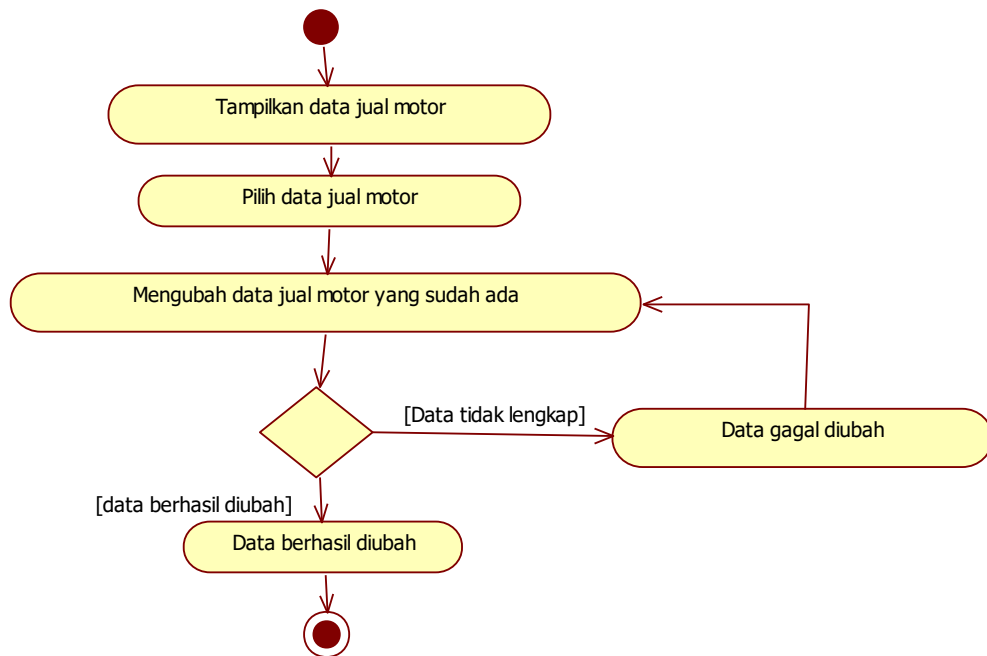 Tampilkan data jual motor
Pilih data jual motor
Mengubah data jual motor yang sudah ada
[Data tidak lengkap]
Data gagal diubah
[data berhasil diubah]
Data berhasil diubah